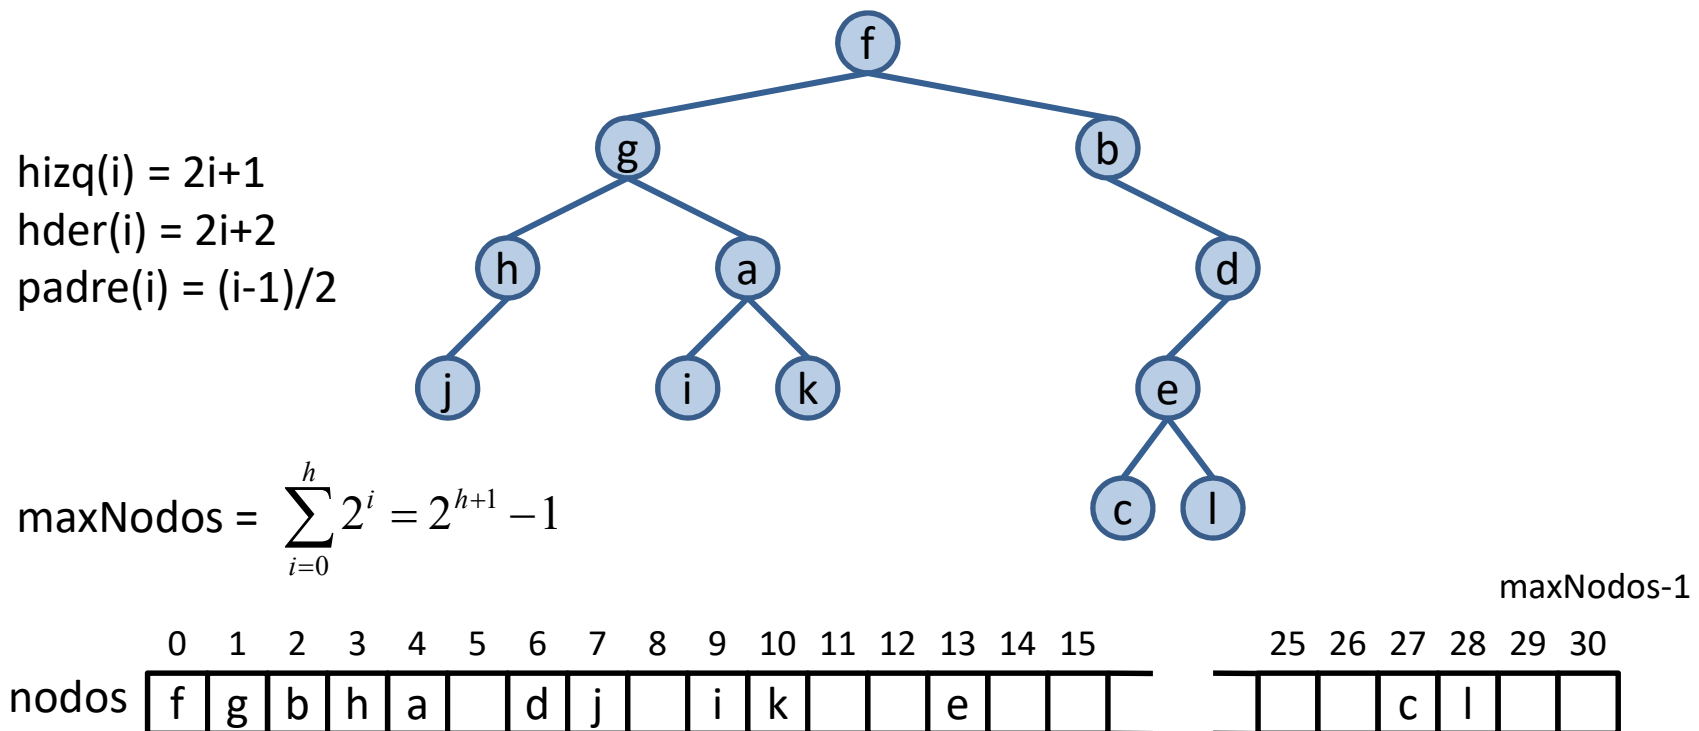 f
g b
hizq(i) = 2i+1
hder(i) = 2i+2
h a d
padre(i) = (i-1)/2
j i k e
maxNodos = \sum_{i=0}^{h} 2^i = 2^{h+1} − 1
c l
maxNodos-1
0 1 2 3 4 5 6 7 8 9 10 11 12 13 14 15 25 26 27 28 29 30
nodos f g b h a d j i k e c l